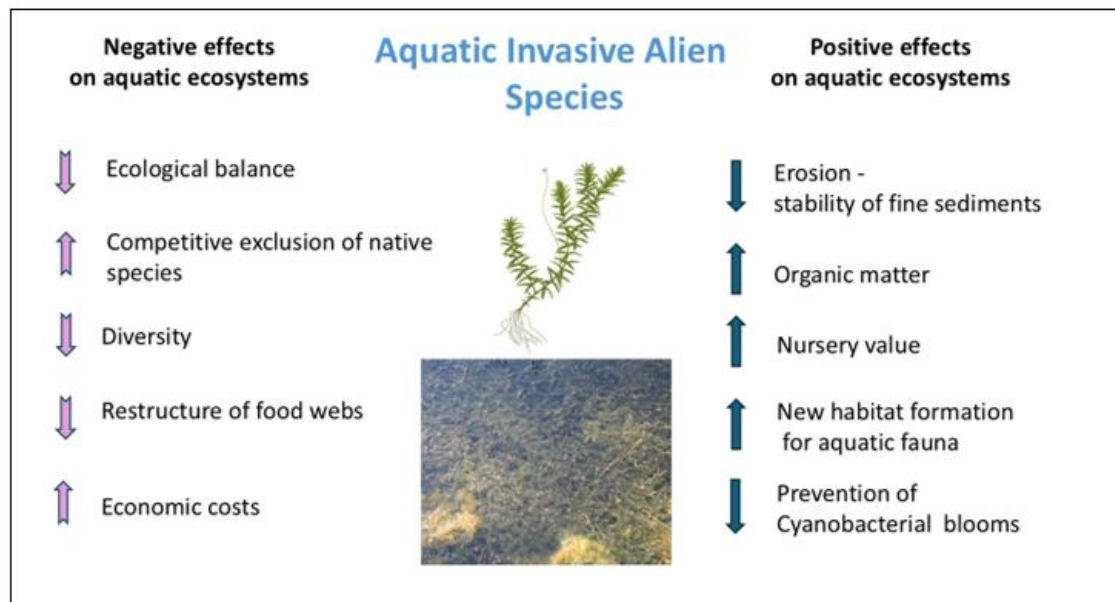 Negative effects
on aquatic ecosystems
Aquatic Invasive Alien
Species
Positive effects
on aquatic ecosystems
Ecological balance
Competitive exclusion of native
species
Diversity
Restructure of food webs
Economic costs
Erosion -
stability of fine sediments
Organic matter
Nursery value
New habitat formation
for aquatic fauna
Prevention of
Cyanobacterial blooms